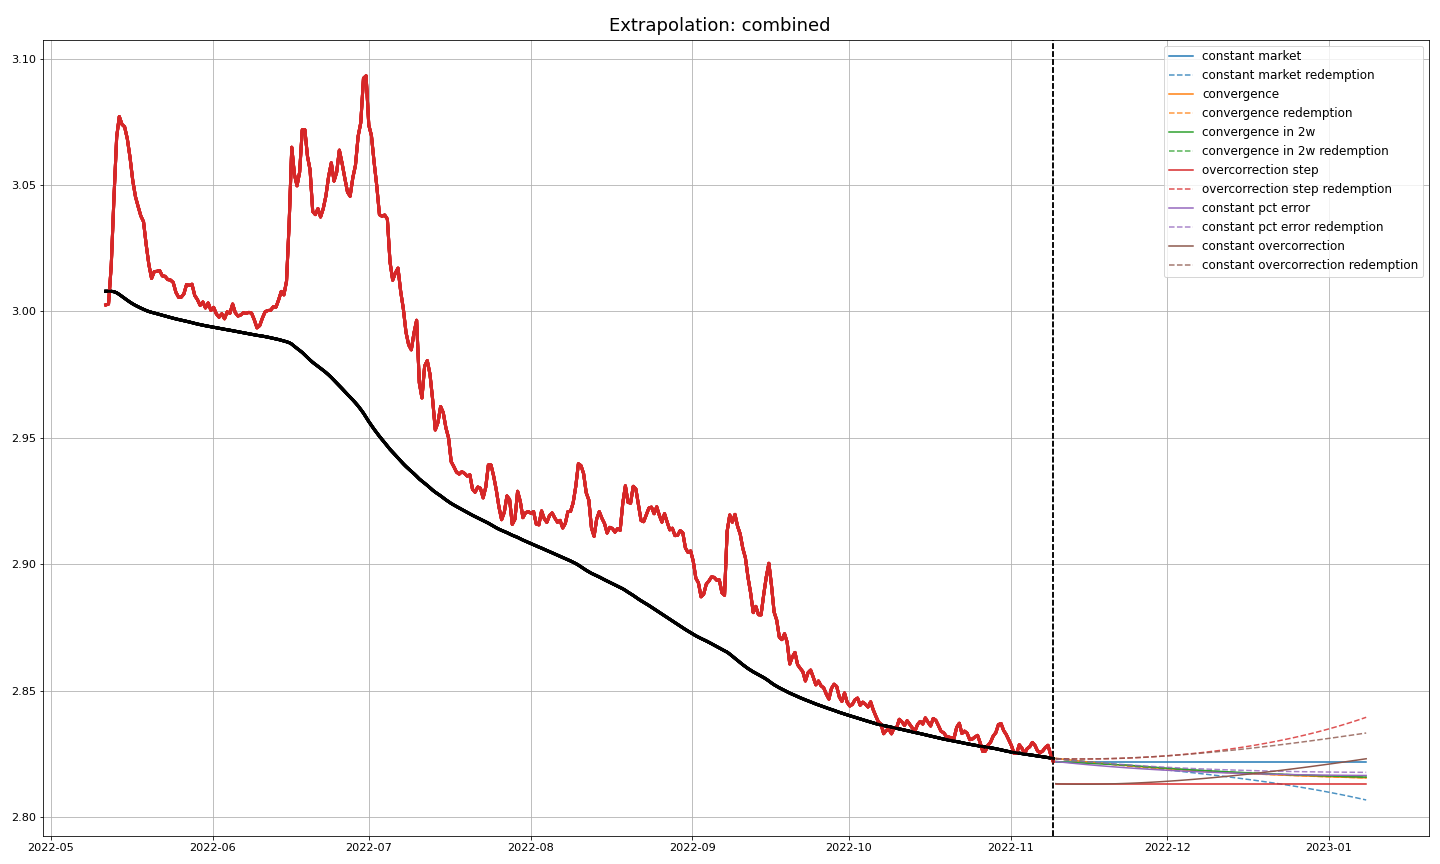 Extrapolation: combined
3.10
3.05
3.00
2.95
2.90
2.85
2.80
constant market
constant market redemption
convergence
convergence redemption
convergence in 2w
convergence in 2w redemption
overcorrection step
overcorrection step redemption
constant pct error
constant pct error redemption
constant overcorrection
constant overcorrection redemption
2022-05 2022-06 2022-07 2022-08 2022-09 2022-10 2022-11 2022-12 2023-01